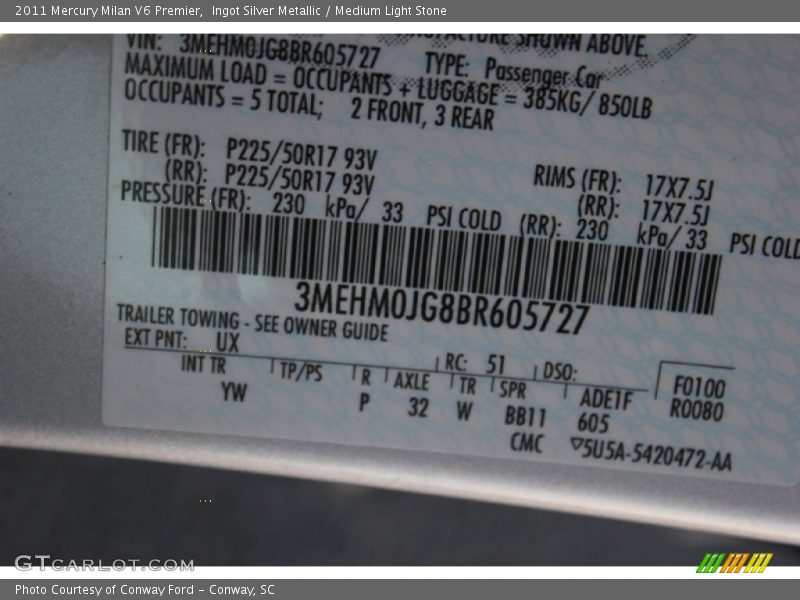 2011 Mercury Milan V6 Premier, Ingot Silver Metallic / Medium Light Stone
SHOWN ABOVE.
VIN: 3MEHM0JG8BR605727 TYPE: Passenger Car
MAXIMUM LOAD = OCCUPANTS + LUGGAGE = 385KG/850LB
OCCUPANTS = 5 TOTAL; 2 FRONT, 3 REAR
TIRE (FR): P225/50R17 93V RIMS (FR): 17X7.5J
(RR): P225/50R17 93V (RR): 17X7.5J
PRESSURE (FR): 230 kPa/ 33 PSI COLD (RR): 230 kPa/ 33 PSI COLD
3MEHM0JG8BR605727
TRAILER TOWING - SEE OWNER GUIDE
EXT PNT: UX RC: 51 DSO: F0100
INT TR TP/PS R AXLE TR SPR ADE1F R0080
YW P 32 W BB11 605
CMC ▽5U5A-5420472-AA
GTCARLOT.COM
Photo Courtesy of Conway Ford – Conway, SC